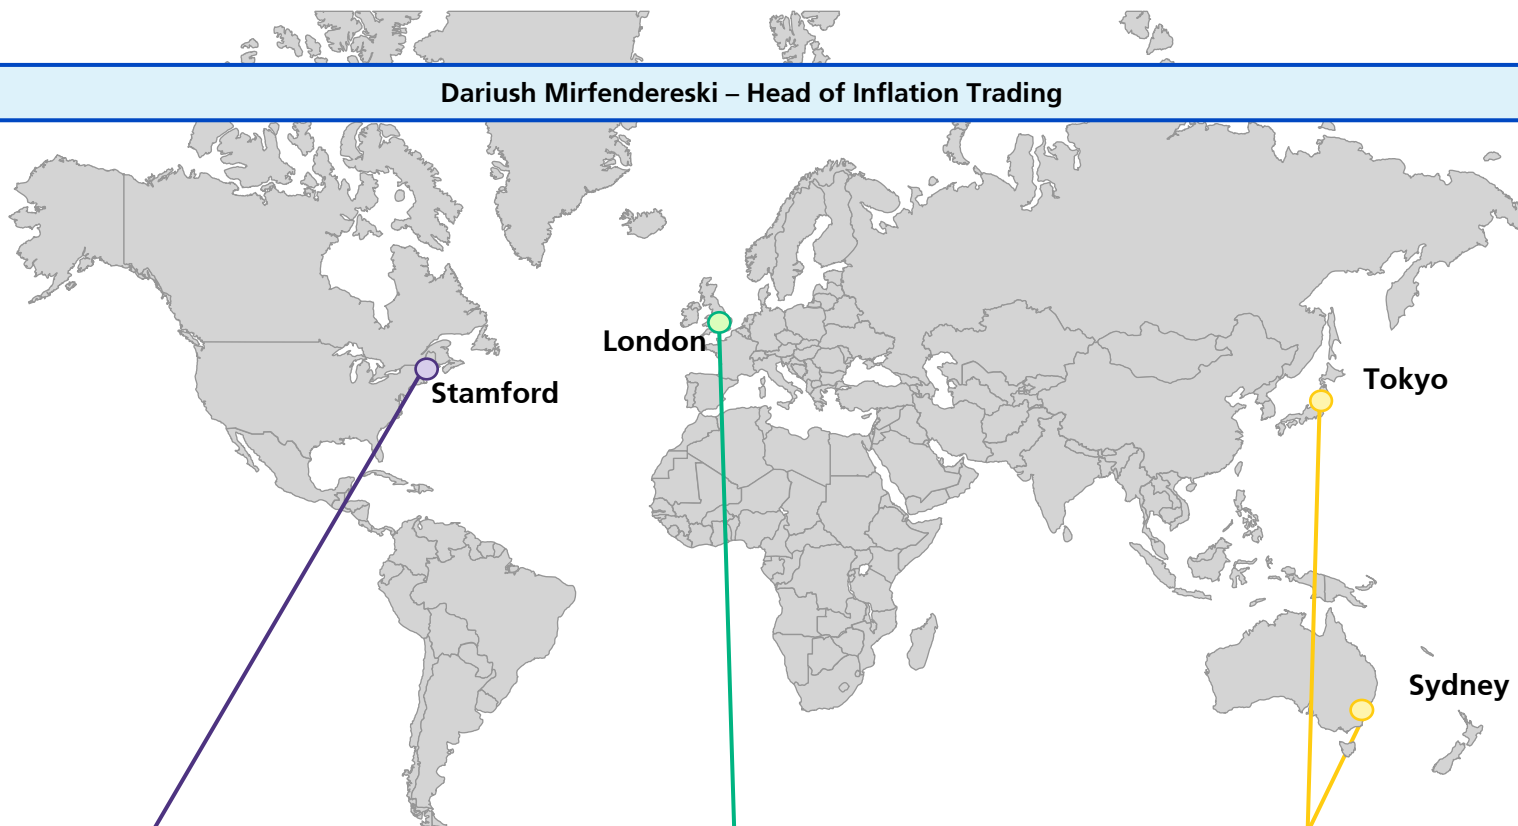 Dariush Mirfendereski – Head of Inflation Trading
London
Tokyo
Stamford
Sydney